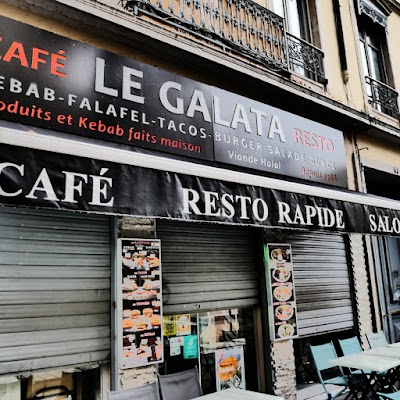 CAFÉ LE GALATA RESTO
KEBAB-FALAFEL-TACOS-BURGER-SALADE-GLACE
Produits et Kebab faits maison
Viande Halal
CAFÉ RESTO RAPIDE SALO